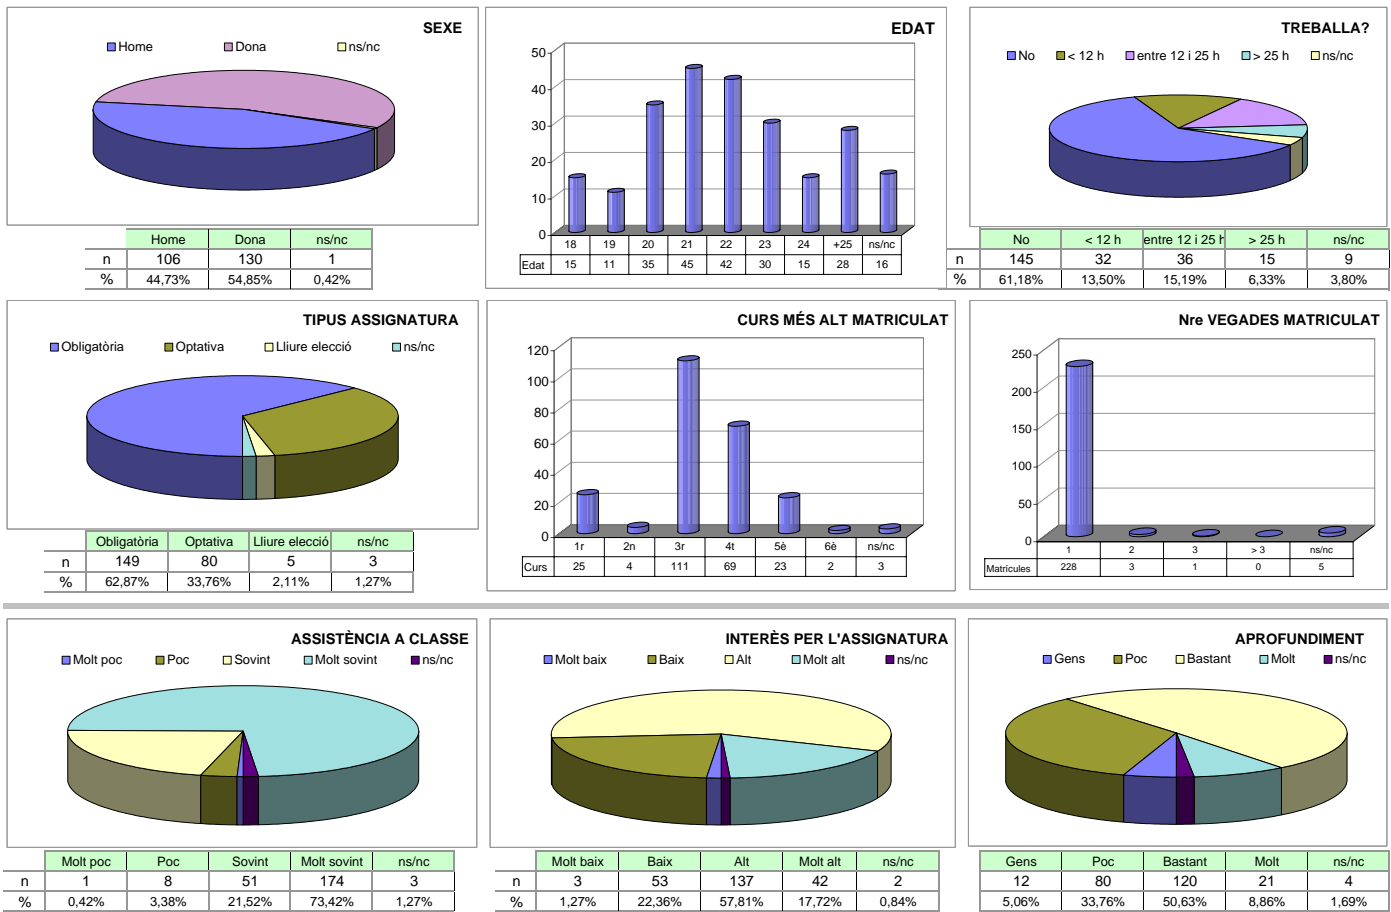 SEXE
Home Dona ns/nc
Home Dona ns/nc
n 106 130 1
% 44,73% 54,85% 0,42%
EDAT
50
40
30
20
10
0
18 19 20 21 22 23 24 +25 ns/nc
Edat 15 11 35 45 42 30 15 28 16
TREBALLA?
No < 12 h entre 12 i 25 h > 25 h ns/nc
No < 12 h entre 12 i 25 h > 25 h ns/nc
n 145 32 36 15 9
% 61,18% 13,50% 15,19% 6,33% 3,80%
TIPUS ASSIGNATURA
Obligatòria Optativa Lliure elecció ns/nc
Obligatòria Optativa Lliure elecció ns/nc
n 149 80 5 3
% 62,87% 33,76% 2,11% 1,27%
CURS MÉS ALT MATRICULAT
120
100
80
60
40
20
0
1r 2n 3r 4t 5è 6è ns/nc
Curs 25 4 111 69 23 2 3
Nre VEGADES MATRICULAT
250
200
150
100
50
0
1 2 3 > 3 ns/nc
Matrícules 228 3 1 0 5
ASSISTÈNCIA A CLASSE
Molt poc Poc Sovint Molt sovint ns/nc
Molt poc Poc Sovint Molt sovint ns/nc
n 1 8 51 174 3
% 0,42% 3,38% 21,52% 73,42% 1,27%
INTERÈS PER L'ASSIGNATURA
Molt baix Baix Alt Molt alt ns/nc
Molt baix Baix Alt Molt alt ns/nc
n 3 53 137 42 2
% 1,27% 22,36% 57,81% 17,72% 0,84%
APROFUNDIMENT
Gens Poc Bastant Molt ns/nc
Gens Poc Bastant Molt ns/nc
12 80 120 21 4
5,06% 33,76% 50,63% 8,86% 1,69%